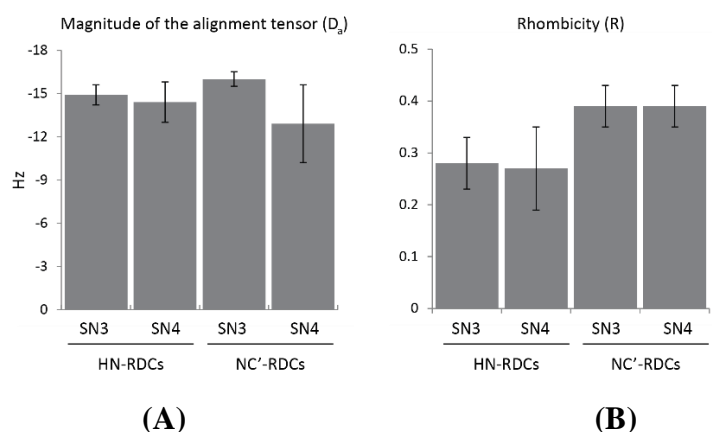 Magnitude of the alignment tensor (Da)
-18
-15
-12
-9
-6
-3
0
Hz
SN3 SN4 SN3 SN4
HN-RDCs NC’-RDCs
(A)
Rhombicity (R)
0.5
0.4
0.3
0.2
0.1
0
SN3 SN4 SN3 SN4
HN-RDCs NC’-RDCs
(B)